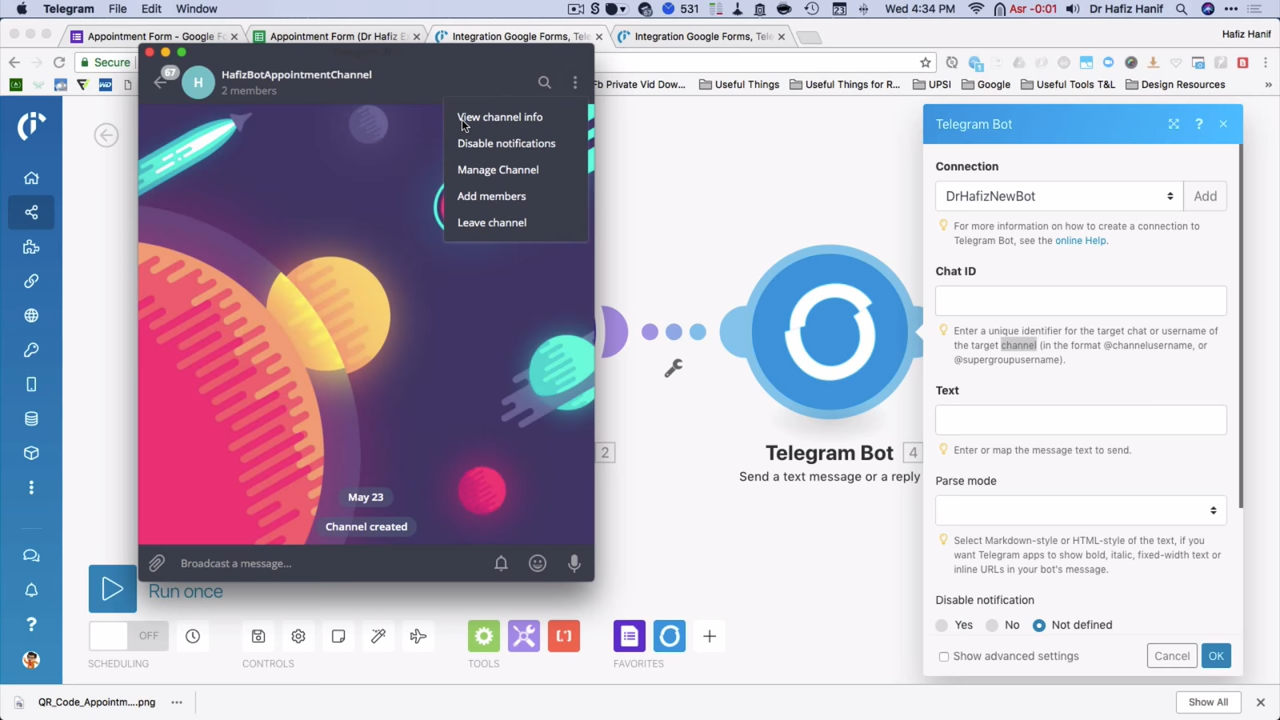 Telegram File Edit Window
531 23 Wed 4:34 PM Asr -0:01 Dr Hafiz Hanif
Appointment Form - Google F
Appointment Form (Dr Hafiz E
Integration Google Forms, Tele
Integration Google Forms, Tele
Hafiz Hanif
Secure
Fb Private Vid Dow...
Useful Things
Useful Things for R...
UPSI
Google
Useful Tools T&L
Design Resources
»
67
H
HafizBotAppointmentChannel
2 members
View channel info
Disable notifications
Manage Channel
Add members
Leave channel
May 23
Channel created
Broadcast a message...
2
Telegram Bot 4
Send a text message or a reply
Telegram Bot
?
Connection
DrHafizNewBot
Add
For more information on how to create a connection to
Telegram Bot, see the online Help.
Chat ID
Enter a unique identifier for the target chat or username of
the target channel (in the format @channelusername, or
@supergroupusername).
Text
Enter or map the message text to send.
Parse mode
Select Markdown-style or HTML-style of the text, if you
want Telegram apps to show bold, italic, fixed-width text or
inline URLs in your bot's message.
Disable notification
Yes No Not defined
Show advanced settings
Cancel
OK
Run once
OFF
SCHEDULING
CONTROLS
TOOLS
FAVORITES
QR_Code_Appointm....png
Show All